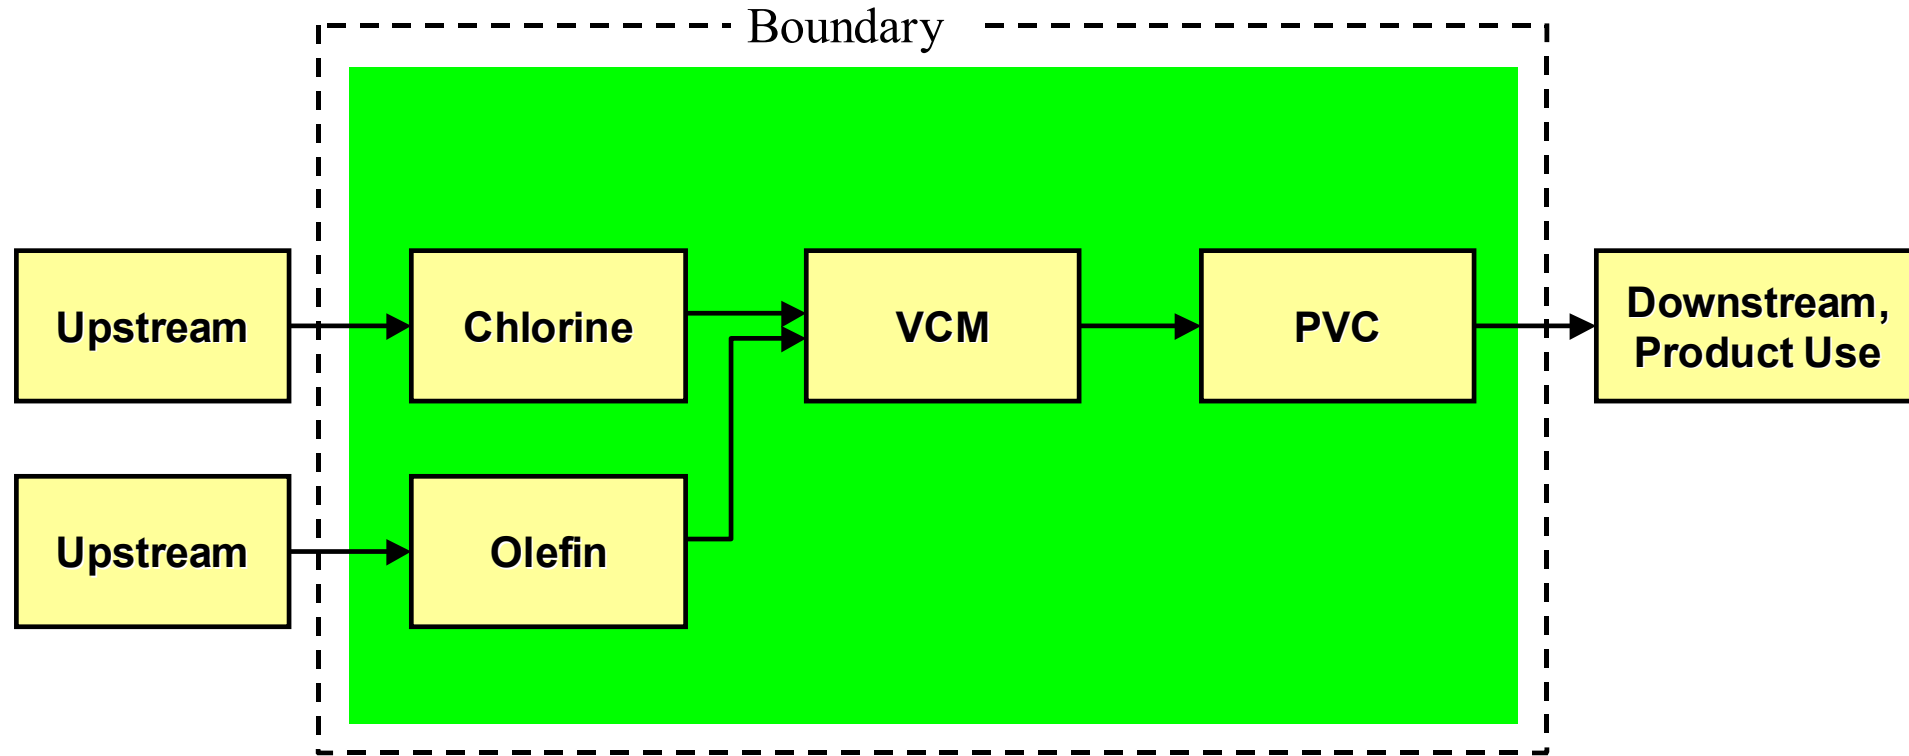 Boundary
Upstream
Chlorine
VCM
PVC
Downstream,
Product Use
Upstream
Olefin